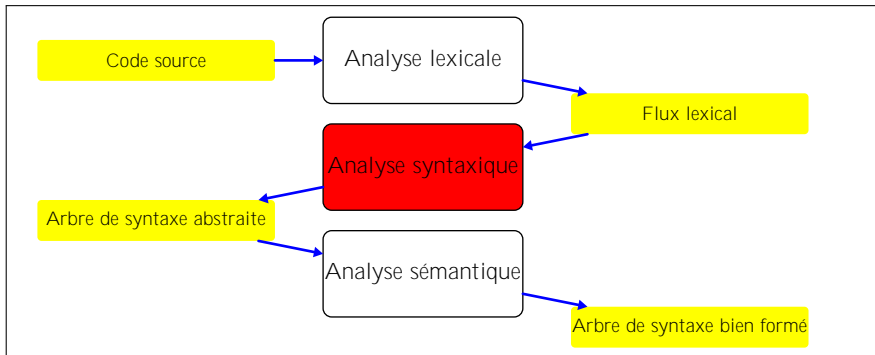 Code source
Analyse lexicale
Flux lexical
Analyse syntaxique
Arbre de syntaxe abstraite
Analyse sémantique
Arbre de syntaxe bien formé